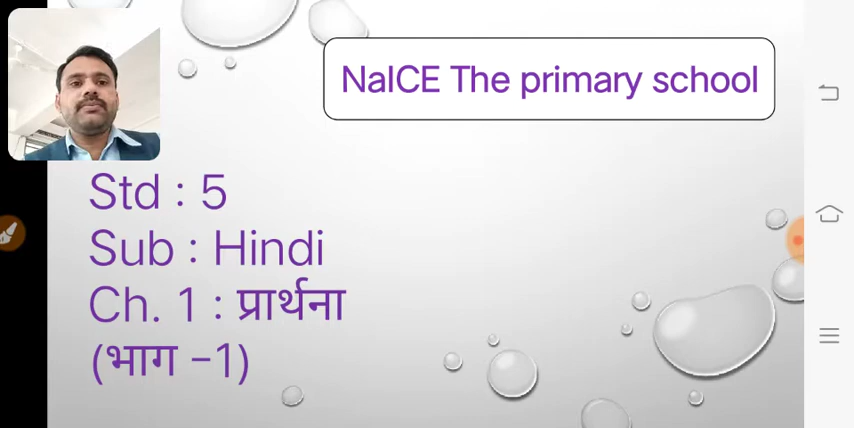 NaICE The primary school
Std : 5
Sub : Hindi
Ch. 1 : प्रार्थना
(भाग -1)